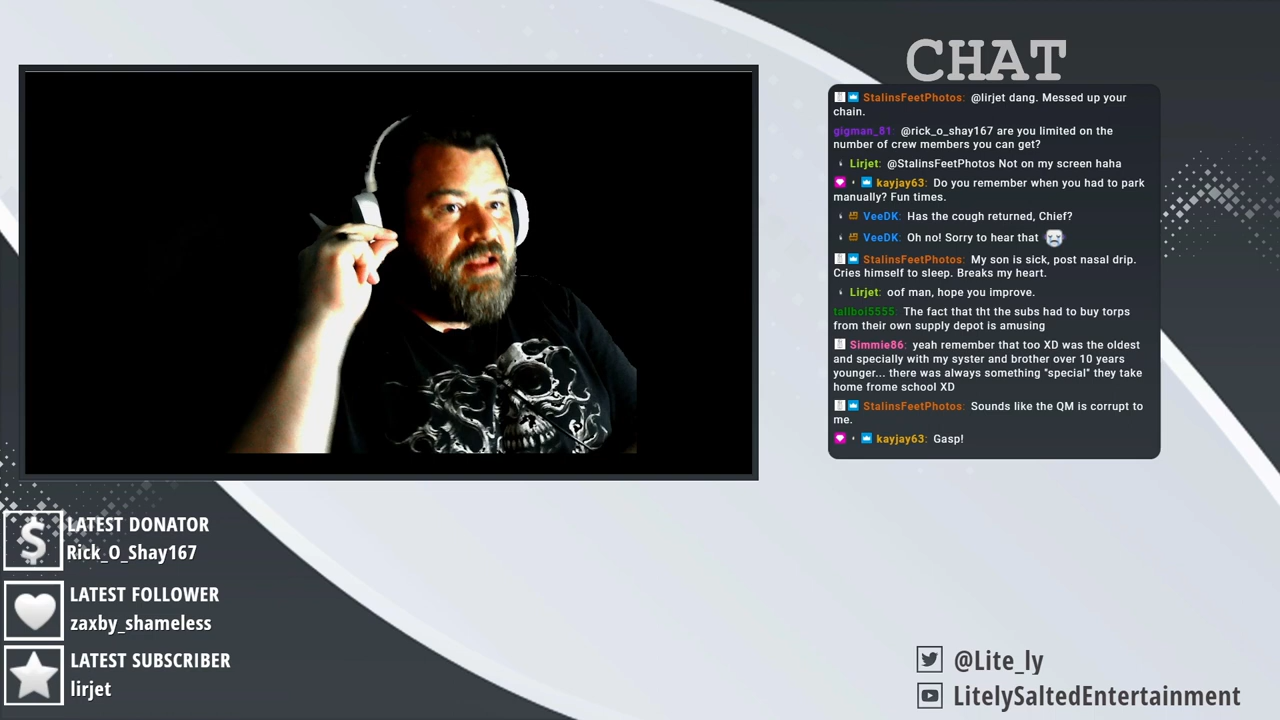 CHAT
StalinsFeetPhotos: @lirjet dang. Messed up your
chain.
gigman_81: @rick_o_shay167 are you limited on the
number of crew members you can get?
Lirjet: @StalinsFeetPhotos Not on my screen haha
kayjay63: Do you remember when you had to park
manually? Fun times.
VeeDK: Has the cough returned, Chief?
VeeDK: Oh no! Sorry to hear that
StalinsFeetPhotos: My son is sick, post nasal drip.
Cries himself to sleep. Breaks my heart.
Lirjet: oof man, hope you improve.
tallboi5555: The fact that tht the subs had to buy torps
from their own supply depot is amusing
Simmie86: yeah remember that too XD was the oldest
and specially with my syster and brother over 10 years
younger... there was always something "special" they take
home frome school XD
StalinsFeetPhotos: Sounds like the QM is corrupt to
me.
kayjay63: Gasp!
LATEST DONATOR
Rick_O_Shay167
LATEST FOLLOWER
zaxby_shameless
LATEST SUBSCRIBER
lirjet
@Lite_ly
LitelySaltedEntertainment